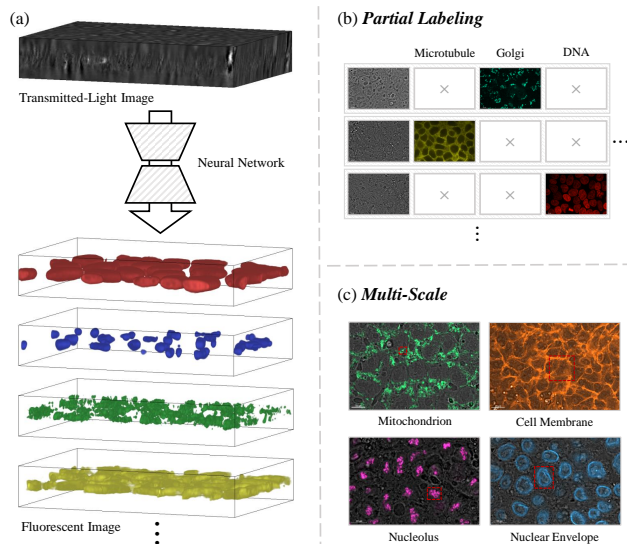 (a)
Transmitted-Light Image
Neural Network
Fluorescent Image
(b) Partial Labeling
Microtubule Golgi DNA
(c) Multi-Scale
Mitochondrion Cell Membrane
Nucleolus Nuclear Envelope